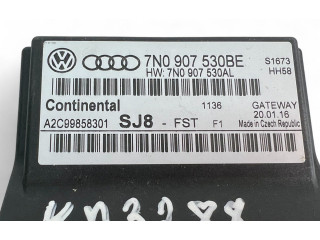 7N0 907 530BE
S1673
HW: 7N0 907 530AL
HH58
Continental
1136
GATEWAY
A2C99858301
SJ8 - FST F1
20.01.16
Made in Czech Republic